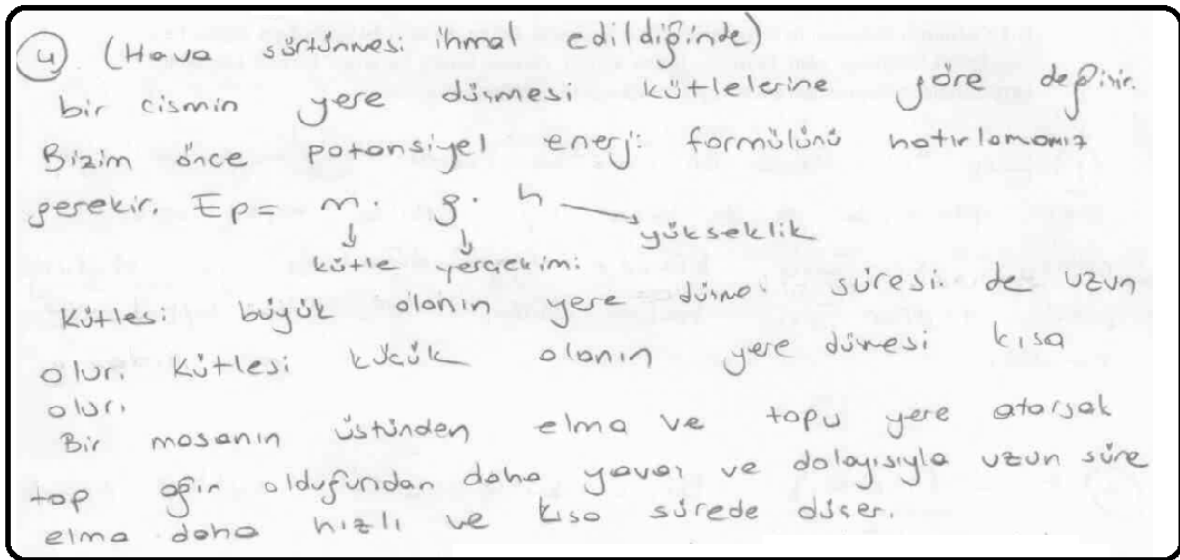 4 (Hava sürtünmesi ihmal edildiğinde)
bir cismin yere düşmesi kütlelerine göre değişir.
Bizim önce potansiyel enerji formülünü hatırlamamız
gerekir. Ep= m. g. h → yükseklik
↓ kütle ↓ yerçekimi
Kütlesi büyük olanın yere düşme süresi de uzun
olur. Kütlesi küçük olanın yere düşmesi kısa
olur.
Bir masanın üstünden elma ve topu yere atarsak
top ağır olduğundan daha yavaş ve dolayısıyla uzun süre
elma daha hızlı ve kısa sürede düşer.